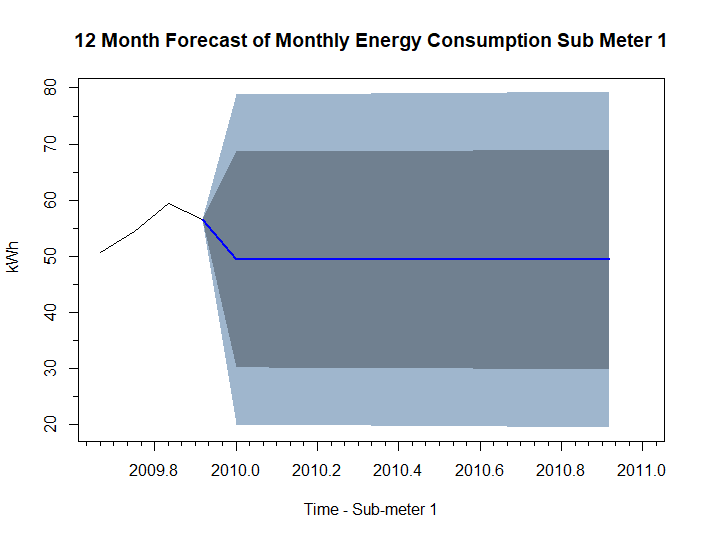 12 Month Forecast of Monthly Energy Consumption Sub Meter 1
80
70
60
50
40
30
20
kWh
2009.8 2010.0 2010.2 2010.4 2010.6 2010.8 2011.0
Time - Sub-meter 1